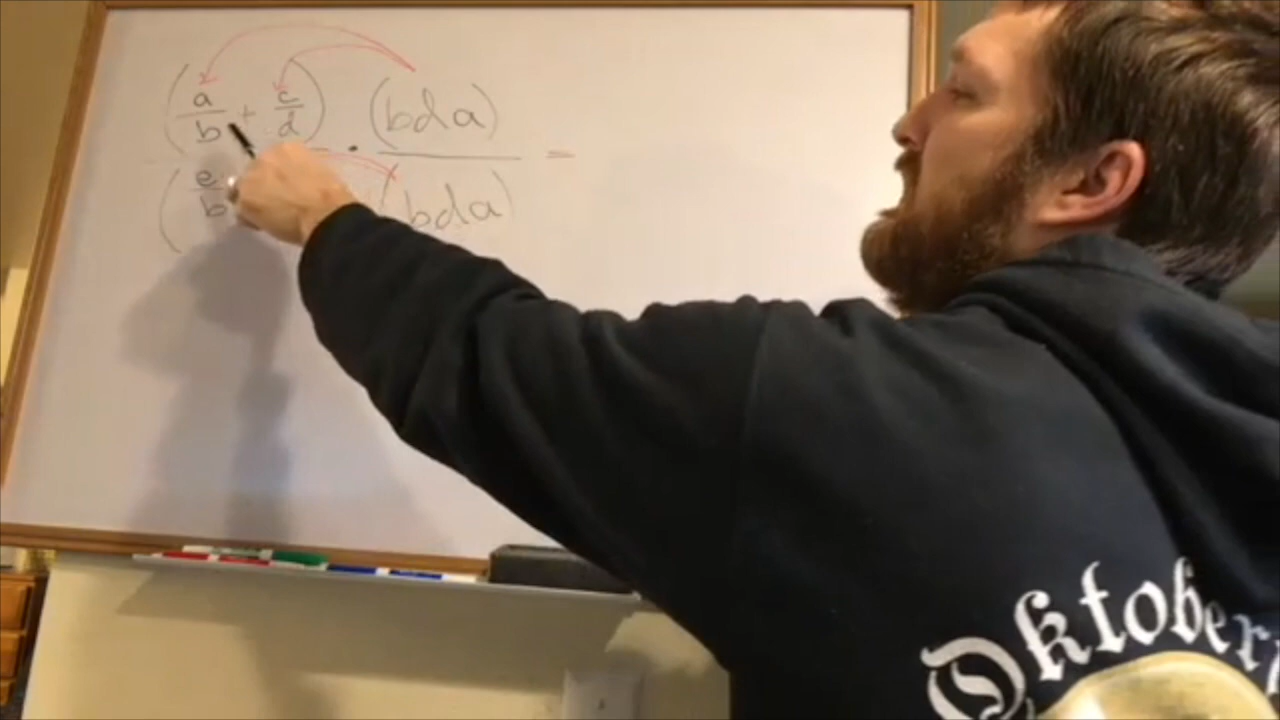 (a/b + c/d) · (bda) =
(e/b (bda)
Oktober